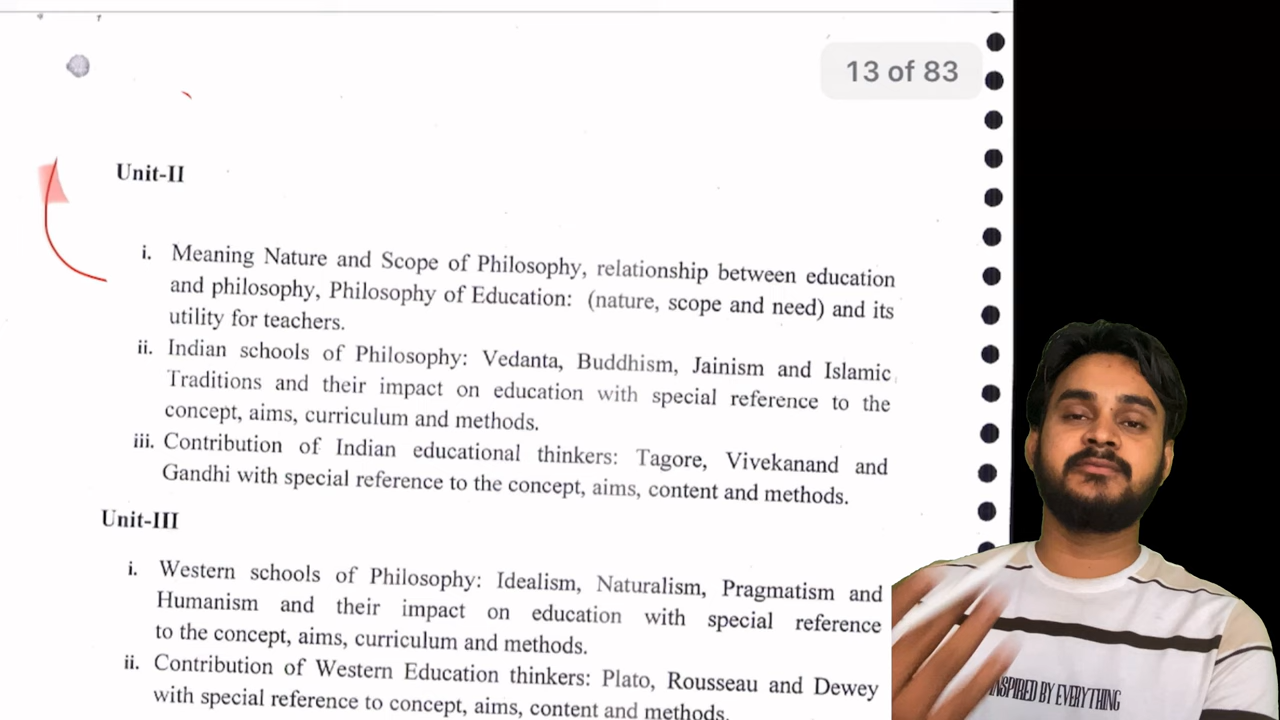 13 of 83
Unit-II
i. Meaning Nature and Scope of Philosophy, relationship between education
and philosophy, Philosophy of Education: (nature, scope and need) and its
utility for teachers.
ii. Indian schools of Philosophy: Vedanta, Buddhism, Jainism and Islamic
Traditions and their impact on education with special reference to the
concept, aims, curriculum and methods.
iii. Contribution of Indian educational thinkers: Tagore, Vivekanand and
Gandhi with special reference to the concept, aims, content and methods.
Unit-III
i. Western schools of Philosophy: Idealism, Naturalism, Pragmatism and
Humanism and their impact on education with special reference
to the concept, aims, curriculum and methods.
ii. Contribution of Western Education thinkers: Plato, Rousseau and Dewey
with special reference to concept, aims, content and methods.
INSPIRED BY EVERYTHING